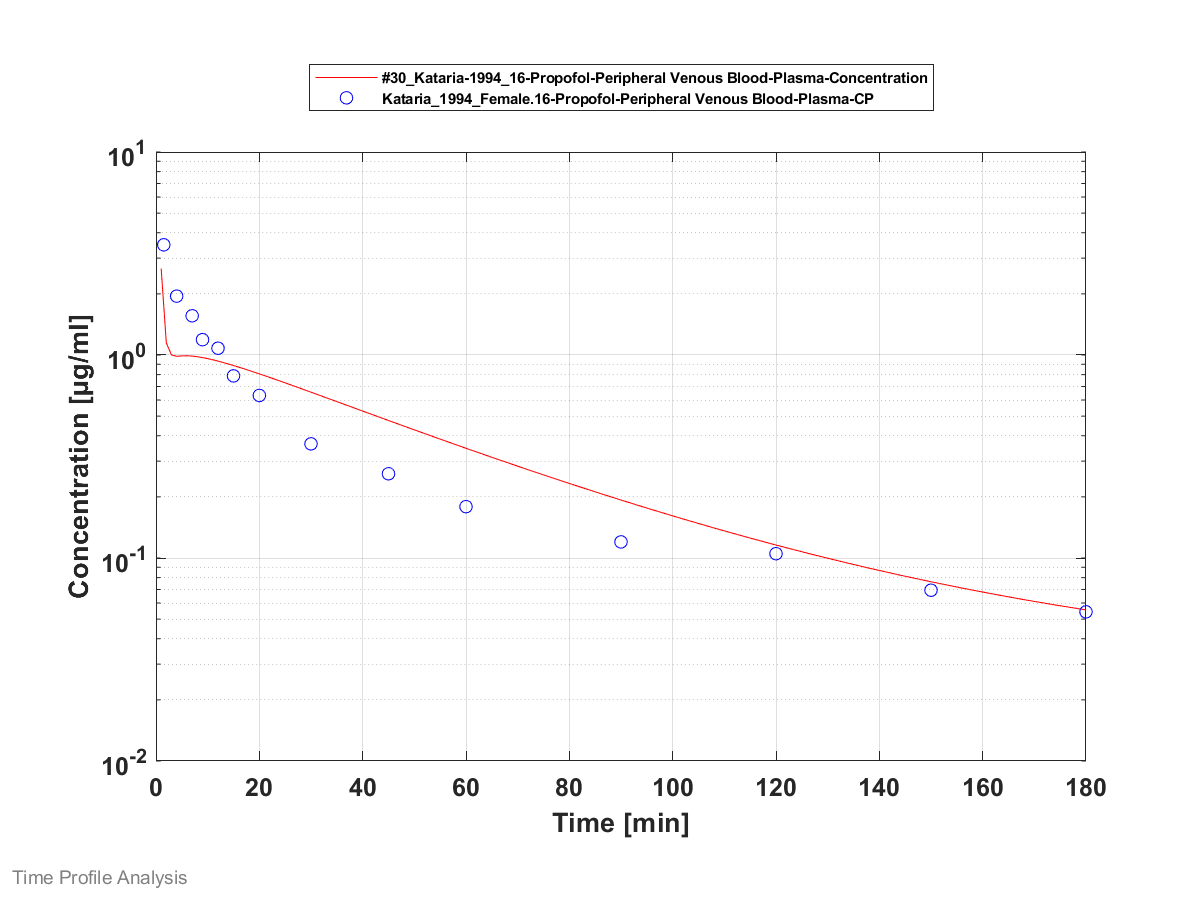 #30_Kataria-1994_16-Propofol-Peripheral Venous Blood-Plasma-Concentration
Kataria_1994_Female.16-Propofol-Peripheral Venous Blood-Plasma-CP
10^1
10^0
10^-1
10^-2
Concentration [µg/ml]
0 20 40 60 80 100 120 140 160 180
Time [min]
Time Profile Analysis